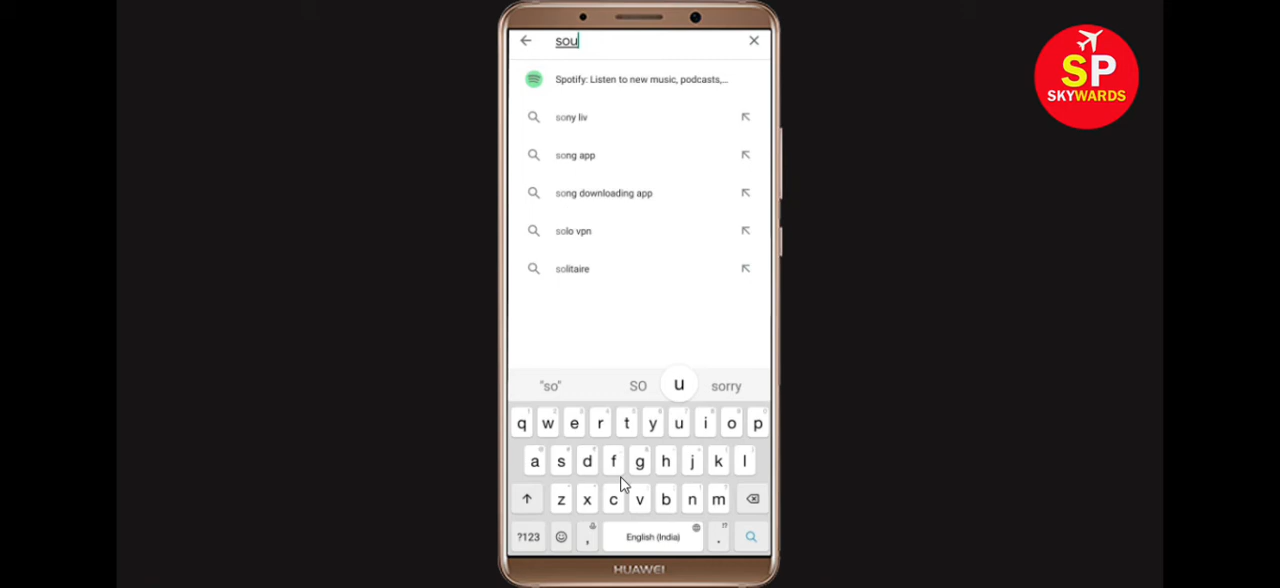 sou
SP
SKYWARDS
Spotify: Listen to new music, podcasts,...
sony liv
song app
song downloading app
solo vpn
solitaire
"so" SO u sorry
q w e r t y u i o p
a s d f g h j k l
z x c v b n m
?123 , English (India) .
HUAWEI